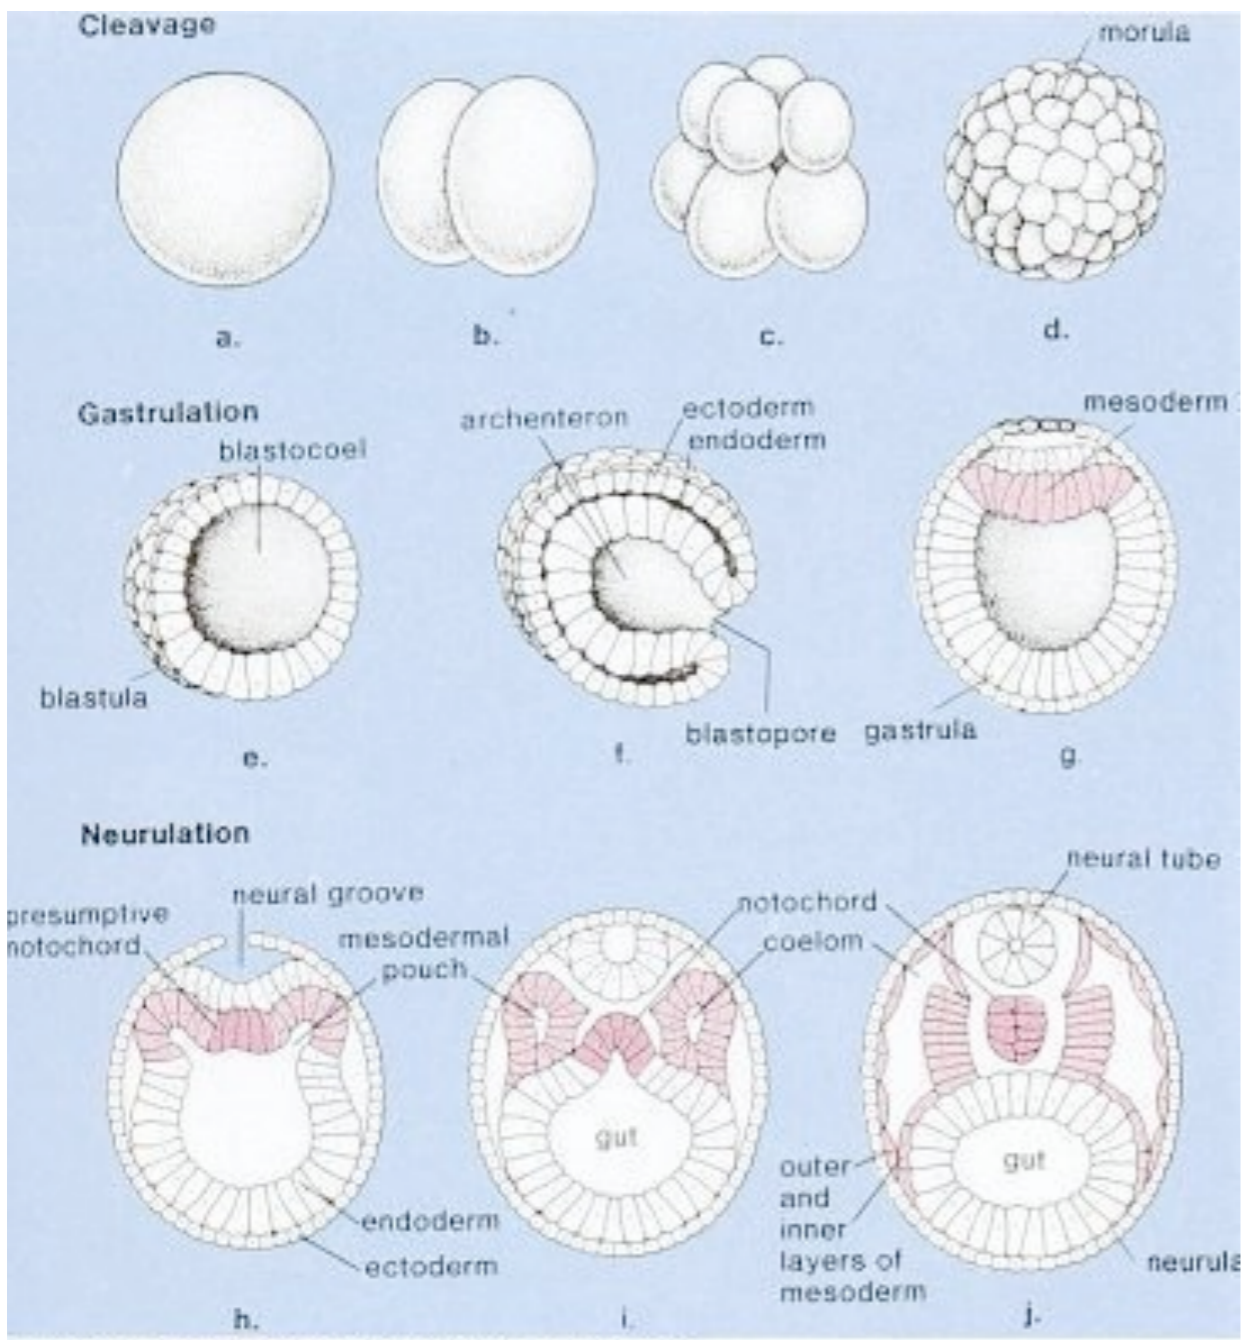 Cleavage
morula
a.
b.
c.
d.
Gastrulation
blastocoel
archenteron
ectoderm
endoderm
mesoderm
blastula
blastopore
gastrula
e.
f.
g.
Neurulation
neural tube
neural groove
presumptive
notochord
mesodermal
pouch
notochord
coelom
gut
gut
endoderm
ectoderm
outer
and
inner
layers of
mesoderm
neurula
h.
i.
j.